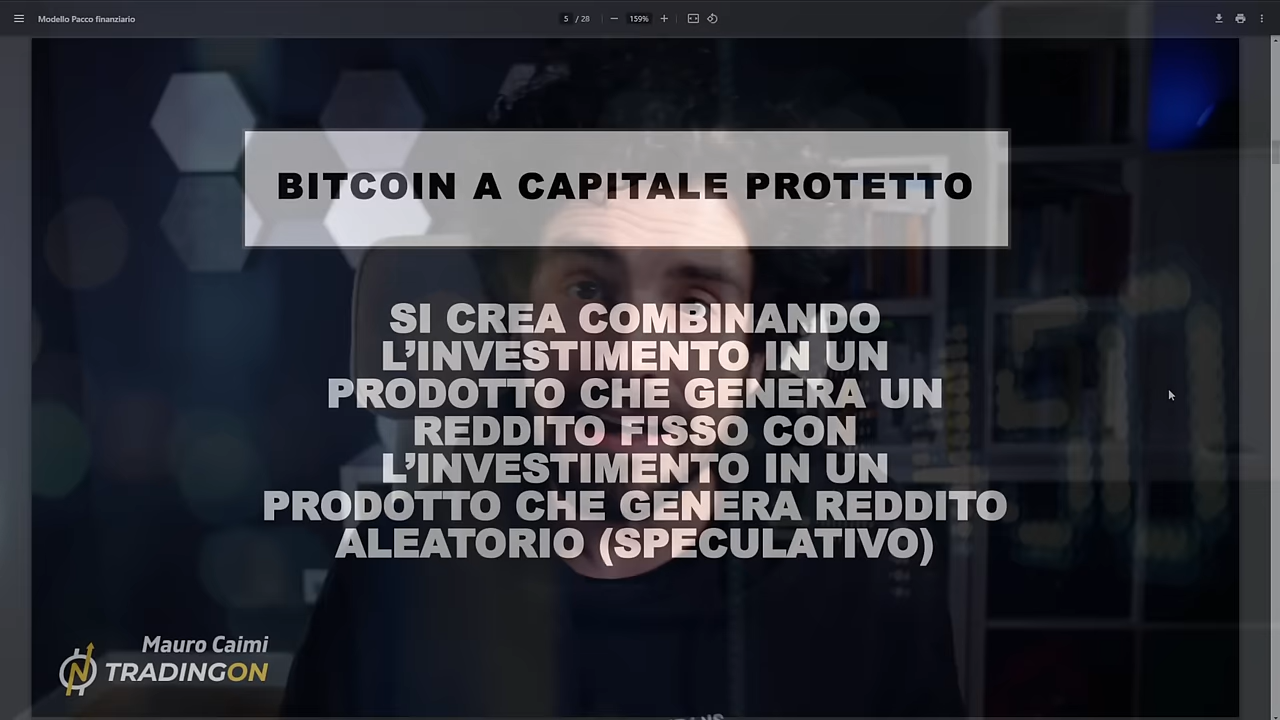 Modello Pacco finanziario
5 / 28
159%
BITCOIN A CAPITALE PROTETTO
SI CREA COMBINANDO
L’INVESTIMENTO IN UN
PRODOTTO CHE GENERA UN
REDDITO FISSO CON
L’INVESTIMENTO IN UN
PRODOTTO CHE GENERA REDDITO
ALEATORIO (SPECULATIVO)
Mauro Caimi
TRADINGON